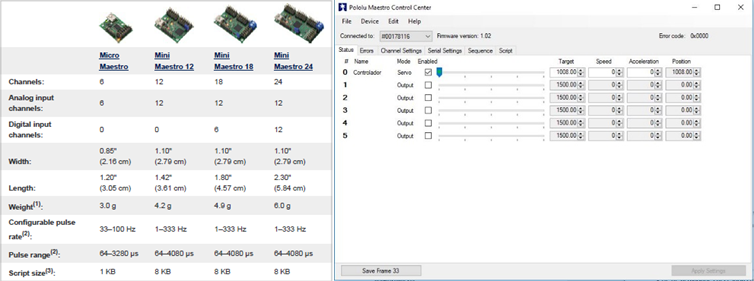 Micro Mini Mini Mini
Maestro Maestro 12 Maestro 18 Maestro 24
Channels: 6 12 18 24
Analog input
channels: 6 12 12 12
Digital input
channels: 0 0 6 12
Width: 0.85" 1.10" 1.10" 1.10"
(2.16 cm) (2.79 cm) (2.79 cm) (2.79 cm)
Length: 1.20" 1.42" 1.80" 2.30"
(3.05 cm) (3.61 cm) (4.57 cm) (5.84 cm)
Weight(1): 3.0 g 4.2 g 4.9 g 6.0 g
Configurable pulse
rate(2): 33–100 Hz 1–333 Hz 1–333 Hz 1–333 Hz
Pulse range(2): 64–3280 µs 64–4080 µs 64–4080 µs 64–4080 µs
Script size(3): 1 KB 8 KB 8 KB 8 KB
Pololu Maestro Control Center
File Device Edit Help
Connected to: #00178116 Firmware version: 1.02 Error code: 0x0000
Status Errors Channel Settings Serial Settings Sequence Script
# Name Mode Enabled Target Speed Acceleration Position
0 Controlador Servo 1008.00 0 0 1008.00
1 Output 1500.00 0 0 0.00
2 Output 1500.00 0 0 0.00
3 Output 1500.00 0 0 0.00
4 Output 1500.00 0 0 0.00
5 Output 1500.00 0 0 0.00
Save Frame 33 Apply Settings